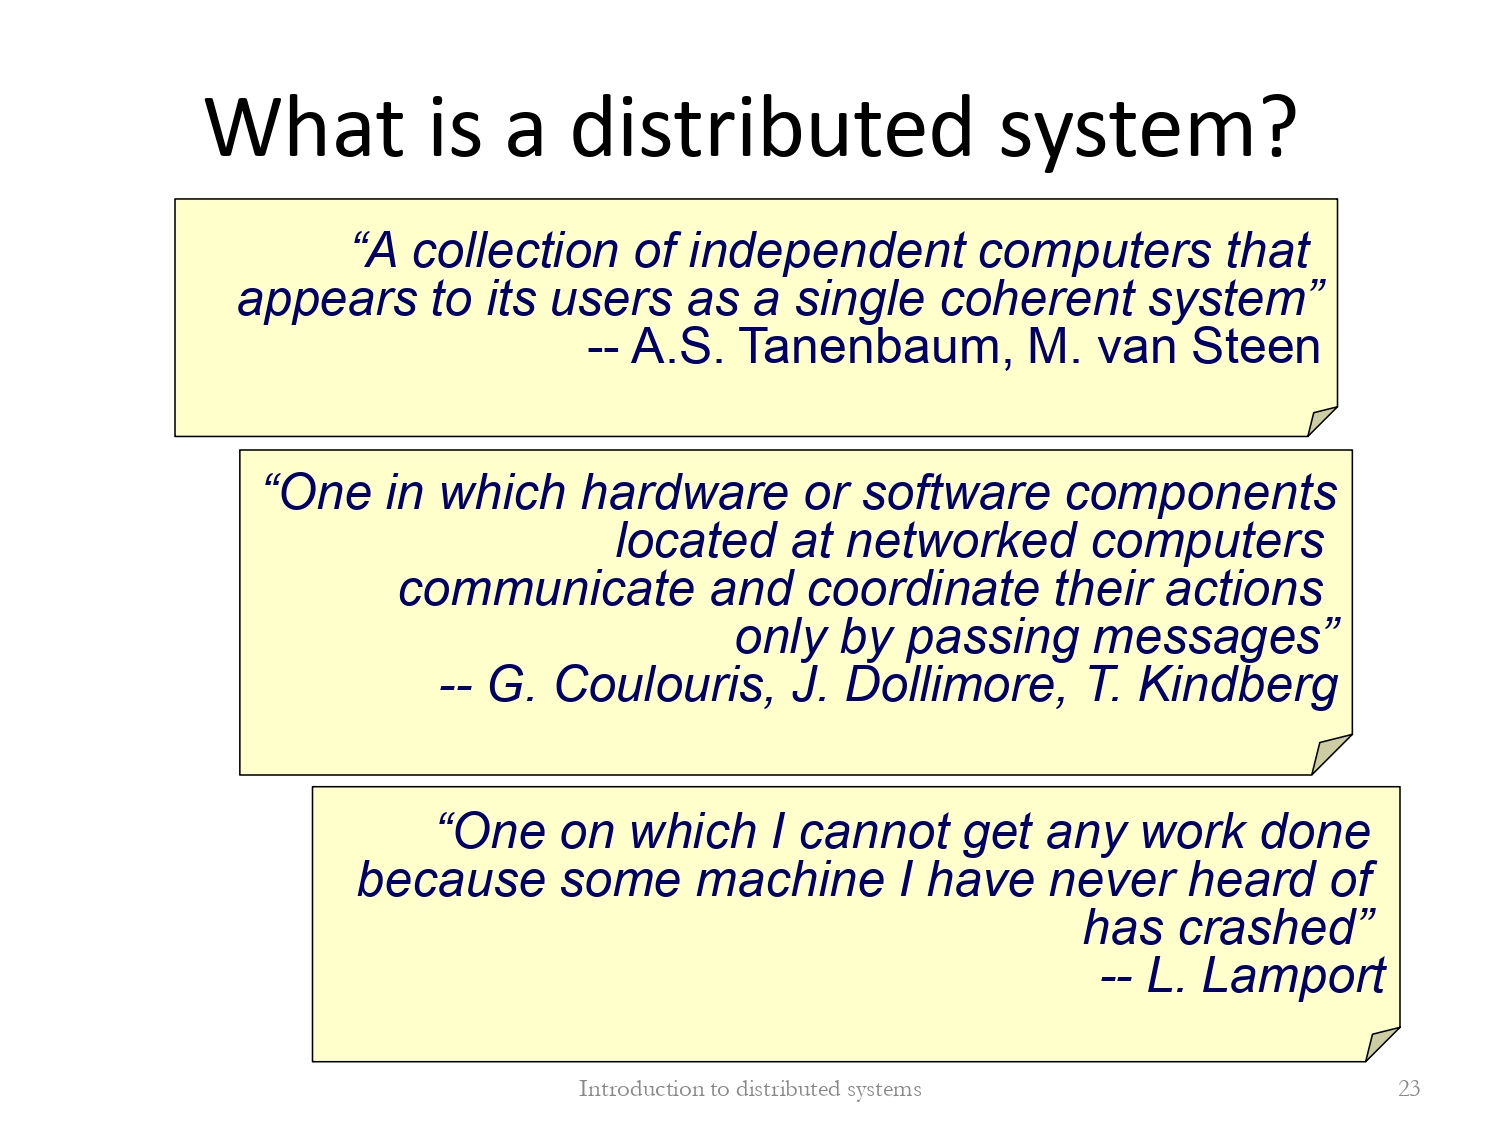 What is a distributed system?
“A collection of independent computers that
appears to its users as a single coherent system”
-- A.S. Tanenbaum, M. van Steen
“One in which hardware or software components
located at networked computers
communicate and coordinate their actions
only by passing messages”
-- G. Coulouris, J. Dollimore, T. Kindberg
“One on which I cannot get any work done
because some machine I have never heard of
has crashed”
-- L. Lamport
Introduction to distributed systems
23